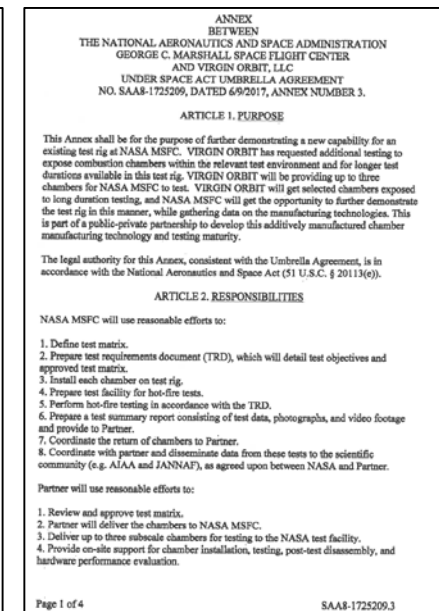 ANNEX
BETWEEN
THE NATIONAL AERONAUTICS AND SPACE ADMINISTRATION
GEORGE C. MARSHALL SPACE FLIGHT CENTER
AND VIRGIN ORBIT, LLC
UNDER SPACE ACT UMBRELLA AGREEMENT
NO. SAA8-1725209, DATED 6/9/2017, ANNEX NUMBER 3.
ARTICLE 1. PURPOSE
This Annex shall be for the purpose of further demonstrating a new capability for an
existing test rig at NASA MSFC. VIRGIN ORBIT has requested additional testing to
expose combustion chambers within the relevant test environment and for longer test
durations available in this test rig. VIRGIN ORBIT will be providing up to three
chambers for NASA MSFC to test. VIRGIN ORBIT will get selected chambers exposed
to long duration testing, and NASA MSFC will get the opportunity to further demonstrate
the test rig in this manner, while gathering data on the manufacturing technologies. This
is part of a public-private partnership to develop this additively manufactured chamber
manufacturing technology and testing maturity.
The legal authority for this Annex, consistent with the Umbrella Agreement, is in
accordance with the National Aeronautics and Space Act (51 U.S.C. § 20113(e)).
ARTICLE 2. RESPONSIBILITIES
NASA MSFC will use reasonable efforts to:
1. Define test matrix.
2. Prepare test requirements document (TRD), which will detail test objectives and
approved test matrix.
3. Install each chamber on test rig.
4. Prepare test facility for hot-fire tests.
5. Perform hot-fire testing in accordance with the TRD.
6. Prepare a test summary report consisting of test data, photographs, and video footage
and provide to Partner.
7. Coordinate the return of chambers to Partner.
8. Coordinate with partner and disseminate data from these tests to the scientific
community (e.g. AIAA and JANNAF), as agreed upon between NASA and Partner.
Partner will use reasonable efforts to:
1. Review and approve test matrix.
2. Partner will deliver the chambers to NASA MSFC.
3. Deliver up to three subscale chambers for testing to the NASA test facility.
4. Provide on-site support for chamber installation, testing, post-test disassembly, and
hardware performance evaluation.
Page 1 of 4 SAA8-1725209.3